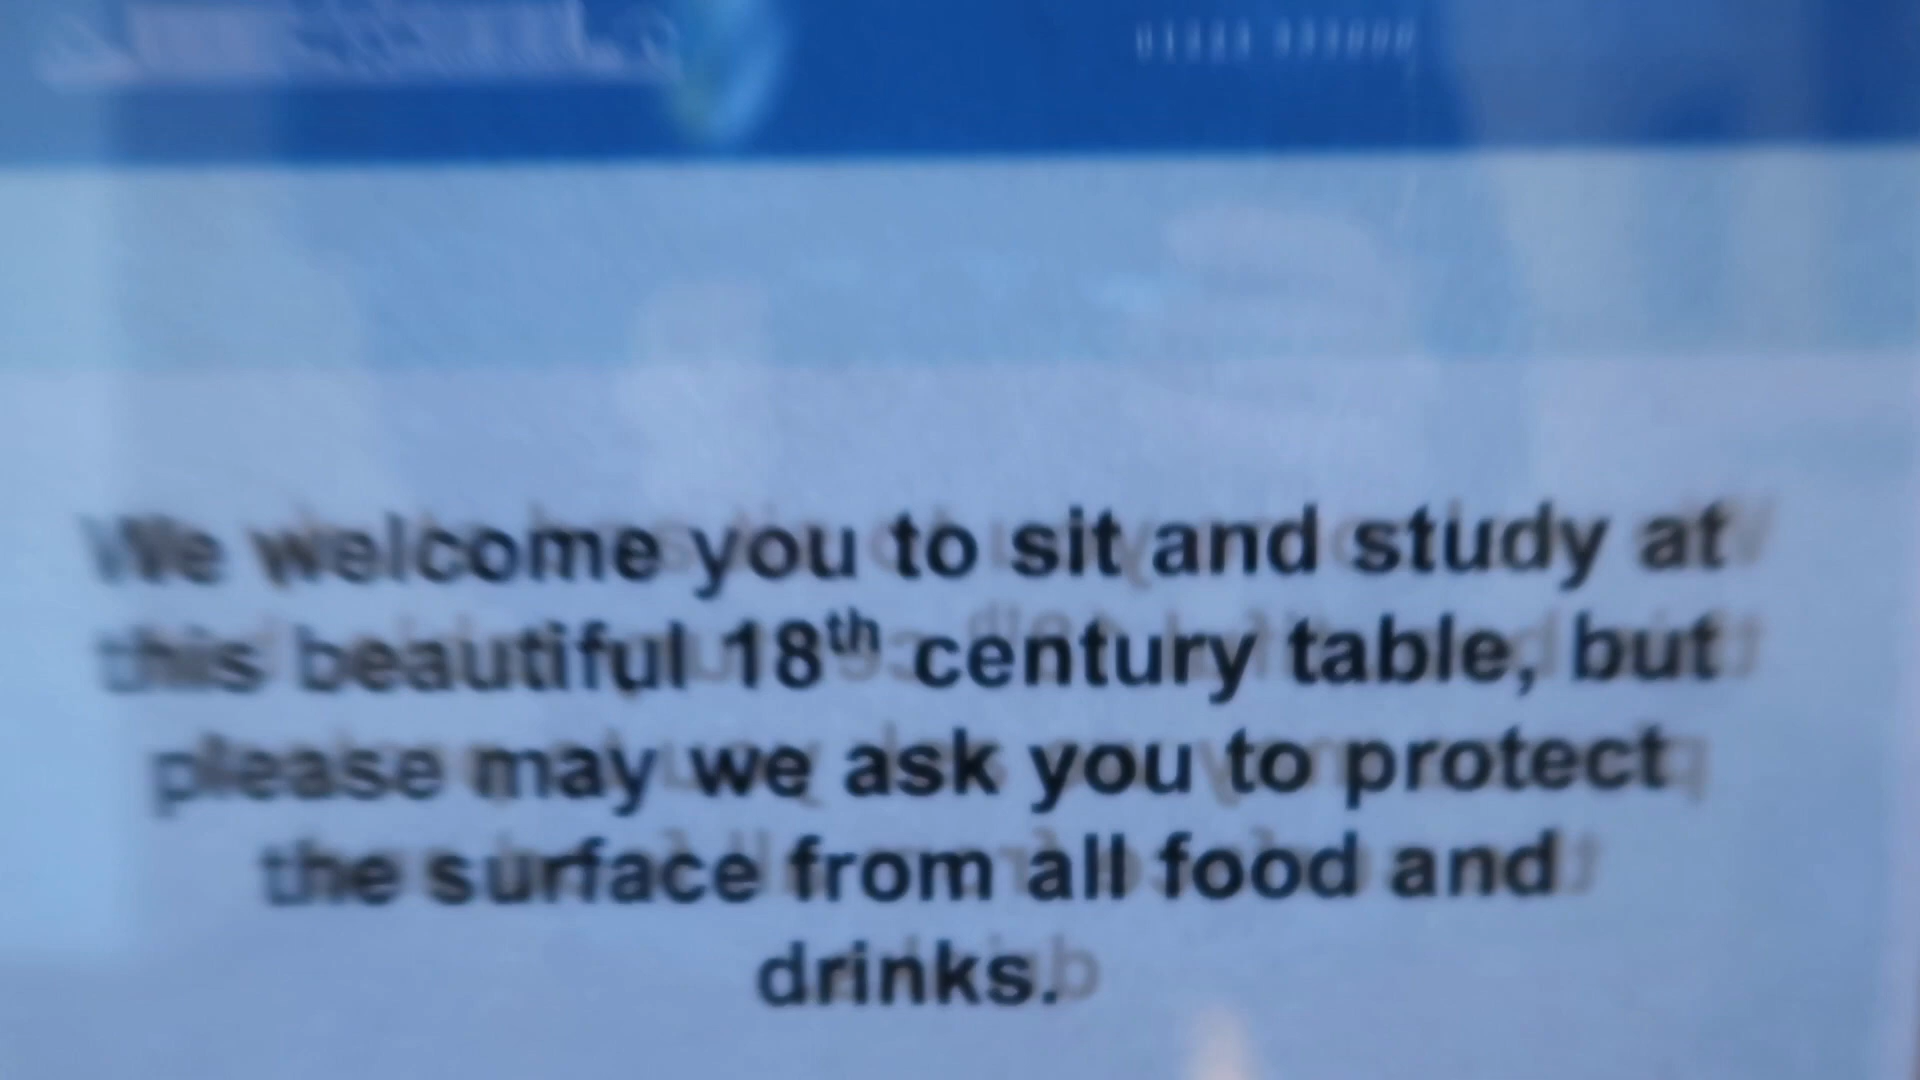 We welcome you to sit and study at
this beautiful 18th century table, but
please may we ask you to protect
the surface from all food and
drinks.